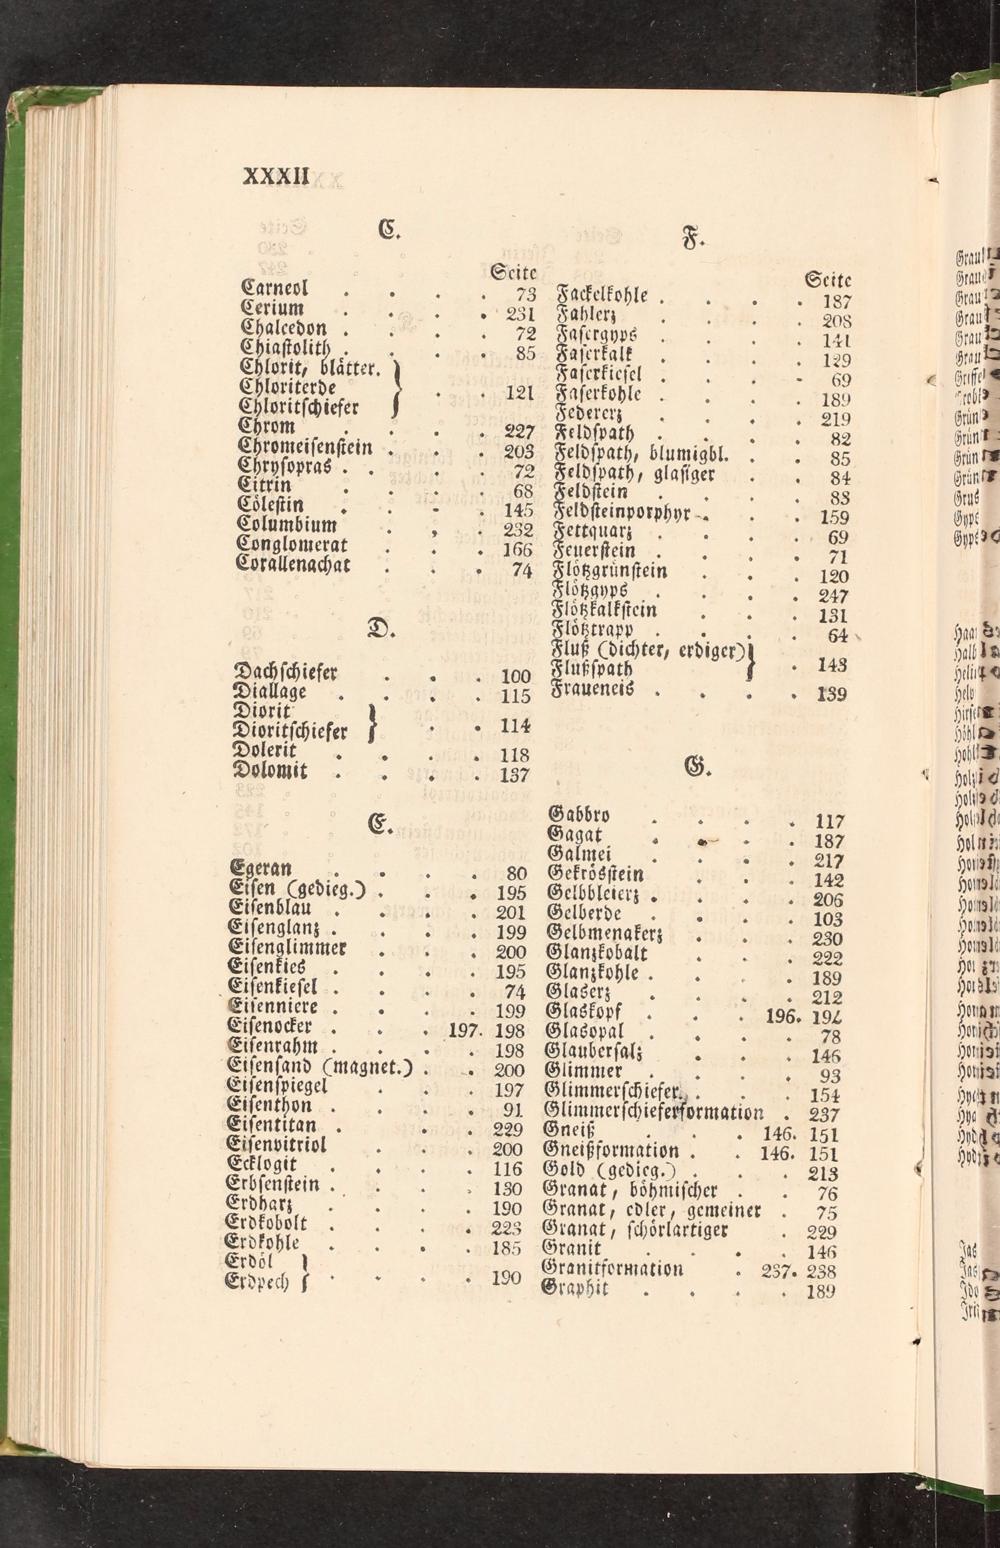 XXXII
C.
Seite
Carneol . . . . 73
Cerium . . . . 231
Chalcedon . . . . 72
Chiastolith . . . . 85
Chlorit, blätter. }
Chloriterde } . . 121
Chloritschiefer }
Chrom . . . . 227
Chromeisenstein . . . 203
Chrysopras . . . . 72
Citrin . . . . 68
Cölestin . . . . 145
Columbium . . . 232
Conglomerat . . . 166
Corallenachat . . . 74
D.
Dachschiefer . . . 100
Diallage . . . . 115
Diorit }
Dioritschiefer } . . 114
Dolerit . . . . 118
Dolomit . . . . 137
E.
Egeran . . . . 80
Eisen (gedieg.) . . . 195
Eisenblau . . . . 201
Eisenglanz . . . . 199
Eisenglimmer . . . 200
Eisenkies . . . . 195
Eisenkiesel . . . . 74
Eisenniere . . . . 199
Eisenocker . . . 197. 198
Eisenrahm . . . . 198
Eisensand (magnet.) . . 200
Eisenspiegel . . . 197
Eisenthon . . . . 91
Eisentitan . . . 229
Eisenvitriol . . . 200
Ecklogit . . . . 116
Erbsenstein . . . . 130
Erdharz . . . . 190
Erdkobolt . . . . 223
Erdkohle . . . . 185
Erdöl }
Erdpech } . . . . 190
F.
Seite
Fackelkohle . . . . 187
Fahlerz . . . . 208
Fasergyps . . . . 141
Faserkalk . . . . 129
Faserkiesel . . . . 69
Faserkohle . . . . 189
Federerz . . . . 219
Feldspath . . . . 82
Feldspath, blumigbl. . . 85
Feldspath, glasiger . . 84
Feldstein . . . . 88
Feldsteinporphyr . . . 159
Fettquarz . . . . 69
Feuerstein . . . . 71
Flötzgrünstein . . . 120
Flötzgyps . . . . 247
Flötzkalkstein . . . 131
Flötztrapp . . . . 64
Fluß (dichter, erdiger) }
Flußspath } . 143
Fraueneis . . . . 139
G.
Gabbro . . . . 117
Gagat . . . . 187
Galmei . . . . 217
Gekrösstein . . . 142
Gelbbleierz . . . . 206
Gelberde . . . . 103
Gelbmenakerz . . . 230
Glanzkobalt . . . 222
Glanzkohle . . . . 189
Glaserz . . . . 212
Glaskopf . . . 196. 194
Glasopal . . . . 78
Glaubersalz . . . 146
Glimmer . . . . 93
Glimmerschiefer . . . 154
Glimmerschieferformation . 237
Gneiß . . . 146. 151
Gneißformation . . 146. 151
Gold (gedieg.) . . . 213
Granat, böhmischer . . 76
Granat, edler, gemeiner . 75
Granat, schörlartiger . 229
Granit . . . . 146
Granitformation . 237. 238
Graphit . . . . 189